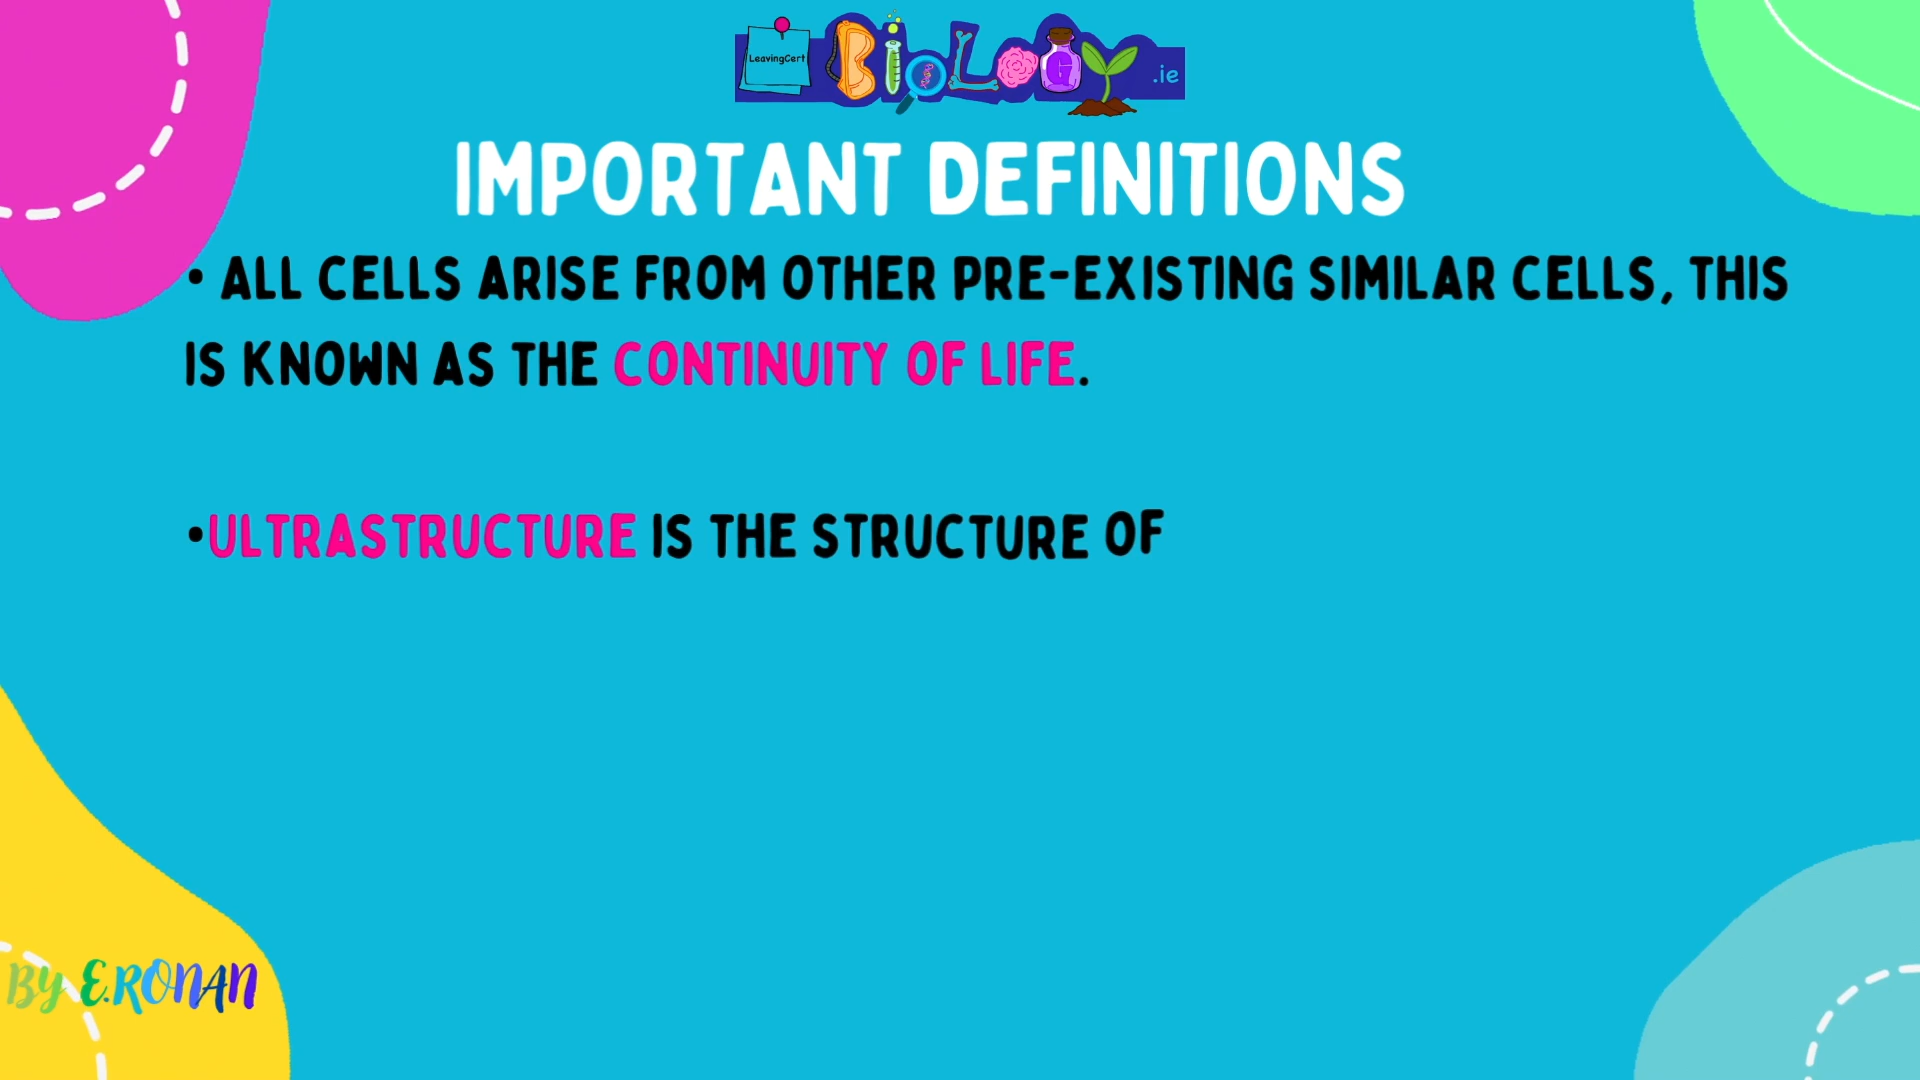 LeavingCert BiOLOGY .ie
IMPORTANT DEFINITIONS
• ALL CELLS ARISE FROM OTHER PRE-EXISTING SIMILAR CELLS, THIS
IS KNOWN AS THE CONTINUITY OF LIFE.
•ULTRASTRUCTURE IS THE STRUCTURE OF
By E.RONAN